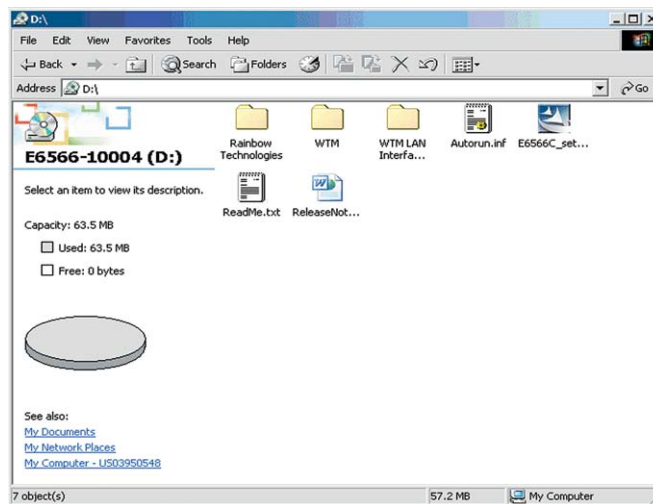 D:\
File Edit View Favorites Tools Help
Back Search Folders
Address D:\ Go
E6566-10004 (D:)
Select an item to view its description.
Capacity: 63.5 MB
Used: 63.5 MB
Free: 0 bytes
See also:
My Documents
My Network Places
My Computer - US03950548
Rainbow
Technologies
WTM
WTM LAN
Interfa...
Autorun.inf
E6566C_set...
ReadMe.txt
ReleaseNot...
7 object(s) 57.2 MB My Computer